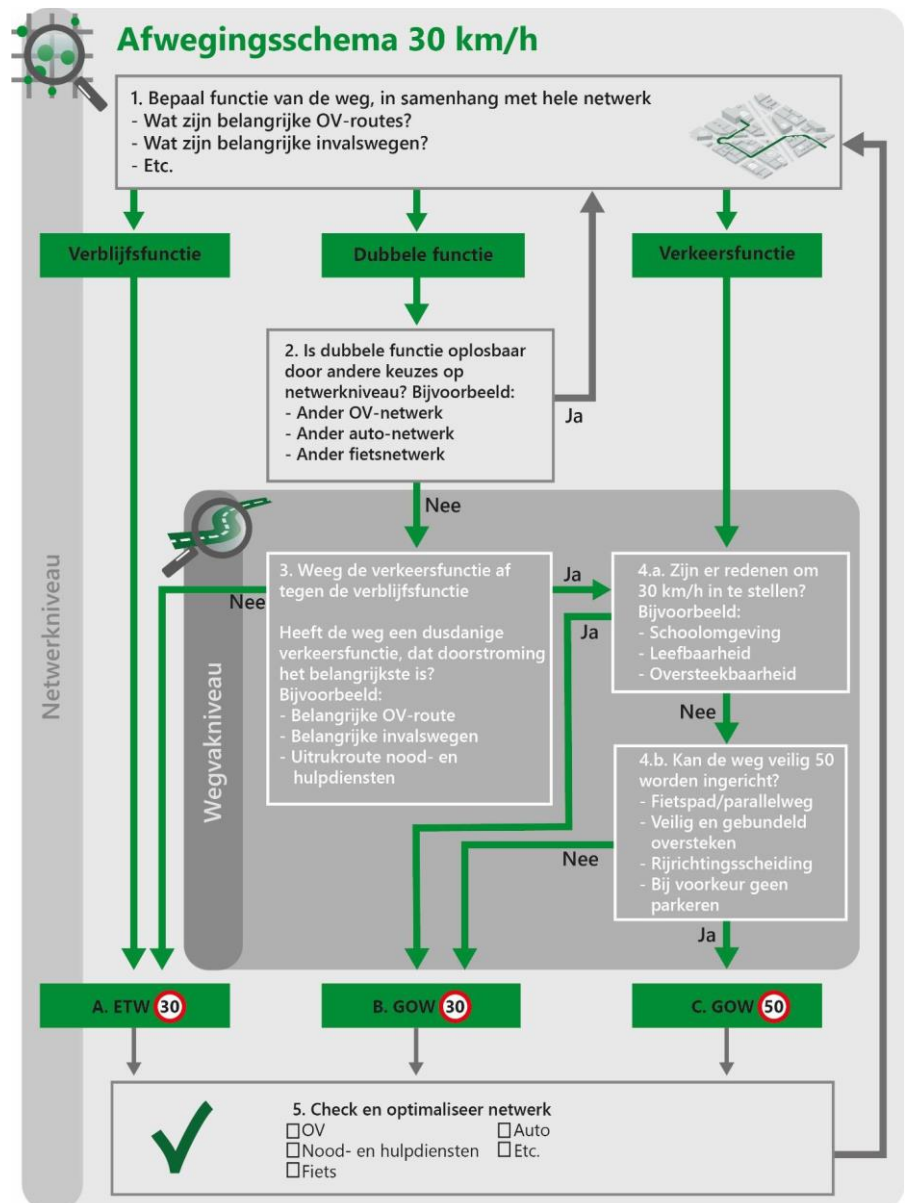 Afwegingsschema 30 km/h
1. Bepaal functie van de weg, in samenhang met hele netwerk
- Wat zijn belangrijke OV-routes?
- Wat zijn belangrijke invalswegen?
- Etc.
Verblijfsfunctie
Dubbele functie
Verkeersfunctie
2. Is dubbele functie oplosbaar
door andere keuzes op
netwerkniveau? Bijvoorbeeld:
- Ander OV-netwerk
- Ander auto-netwerk
- Ander fietsnetwerk
Ja
Nee
Netwerkniveau
Wegvakniveau
3. Weeg de verkeersfunctie af
tegen de verblijfsfunctie
Heeft de weg een dusdanige
verkeersfunctie, dat doorstroming
het belangrijkste is?
Bijvoorbeeld:
- Belangrijke OV-route
- Belangrijke invalswegen
- Uitrukroute nood- en
hulpdiensten
Nee
Ja
4.a. Zijn er redenen om
30 km/h in te stellen?
Bijvoorbeeld:
- Schoolomgeving
- Leefbaarheid
- Oversteekbaarheid
Ja
Nee
4.b. Kan de weg veilig 50
worden ingericht?
- Fietspad/parallelweg
- Veilig en gebundeld
oversteken
- Rijrichtingsscheiding
- Bij voorkeur geen
parkeren
Nee
Ja
A. ETW 30
B. GOW 30
C. GOW 50
5. Check en optimaliseer netwerk
OV
Auto
Nood- en hulpdiensten
Etc.
Fiets